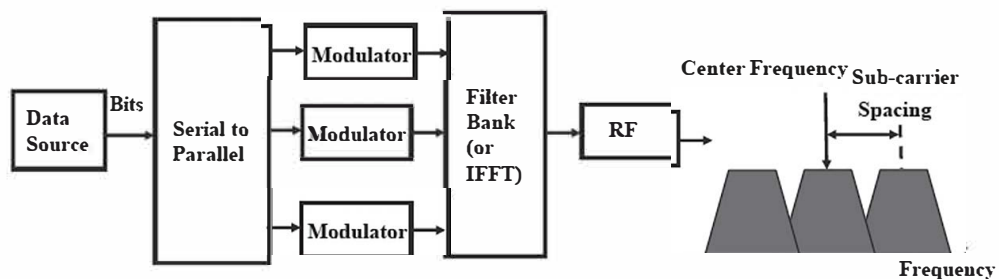 Data
Source
Bits
Serial to
Parallel
Modulator
Modulator
Modulator
Filter
Bank
(or
IFFT)
RF
Center Frequency
Sub-carrier
Spacing
Frequency